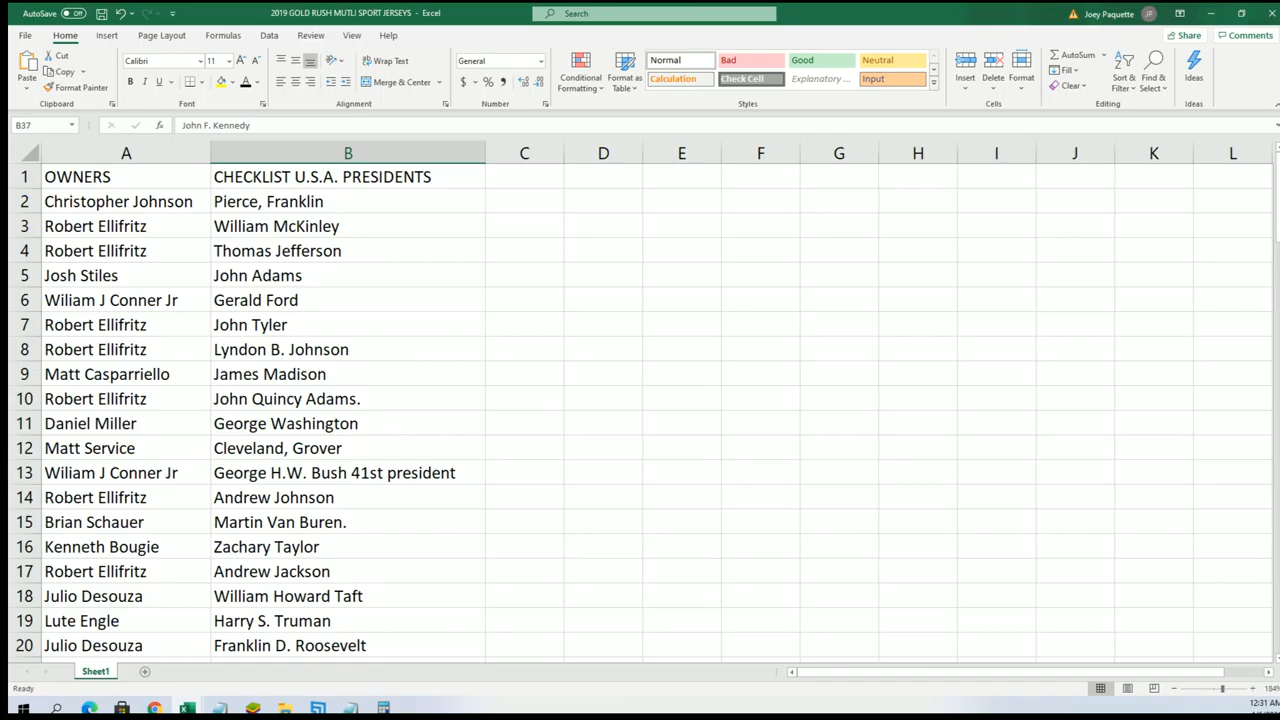 AutoSave Off 2019 GOLD RUSH MUTLI SPORT JERSEYS - Excel Search Joey Paquette JP
File Home Insert Page Layout Formulas Data Review View Help Share Comments
Paste Cut Copy Format Painter Clipboard
Calibri 11 B I U Font
Wrap Text Merge & Center Alignment
General $ % Number
Conditional Formatting Format as Table
Normal Bad Good Neutral
Calculation Check Cell Explanatory ... Input
Styles
Insert Delete Format Cells
AutoSum Fill Clear Sort & Filter Find & Select Editing
Ideas Ideas
B37 fx John F. Kennedy
A B C D E F G H I J K L
1 OWNERS CHECKLIST U.S.A. PRESIDENTS
2 Christopher Johnson Pierce, Franklin
3 Robert Ellifritz William McKinley
4 Robert Ellifritz Thomas Jefferson
5 Josh Stiles John Adams
6 Wiliam J Conner Jr Gerald Ford
7 Robert Ellifritz John Tyler
8 Robert Ellifritz Lyndon B. Johnson
9 Matt Casparriello James Madison
10 Robert Ellifritz John Quincy Adams.
11 Daniel Miller George Washington
12 Matt Service Cleveland, Grover
13 Wiliam J Conner Jr George H.W. Bush 41st president
14 Robert Ellifritz Andrew Johnson
15 Brian Schauer Martin Van Buren.
16 Kenneth Bougie Zachary Taylor
17 Robert Ellifritz Andrew Jackson
18 Julio Desouza William Howard Taft
19 Lute Engle Harry S. Truman
20 Julio Desouza Franklin D. Roosevelt
Sheet1
Ready 184%
12:31 AM